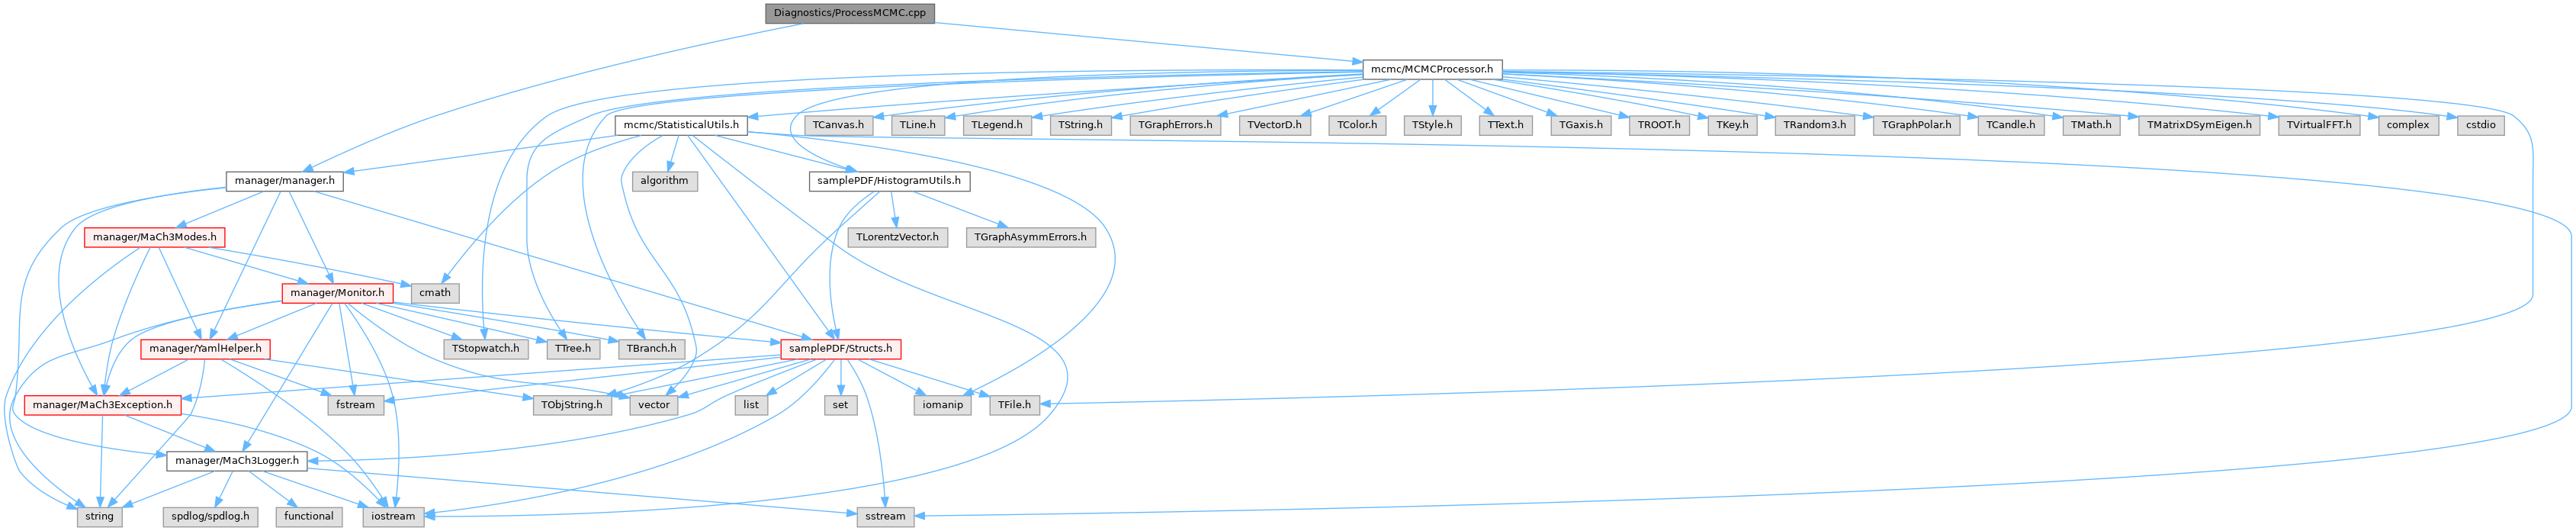 Diagnostics/ProcessMCMC.cpp
mcmc/MCMCProcessor.h
mcmc/StatisticalUtils.h
TCanvas.h
TLine.h
TLegend.h
TString.h
TGraphErrors.h
TVectorD.h
TColor.h
TStyle.h
TText.h
TGaxis.h
TROOT.h
TKey.h
TRandom3.h
TGraphPolar.h
TCandle.h
TMath.h
TMatrixDSymEigen.h
TVirtualFFT.h
complex
cstdio
manager/manager.h
algorithm
samplePDF/HistogramUtils.h
manager/MaCh3Modes.h
TLorentzVector.h
TGraphAsymmErrors.h
manager/Monitor.h
cmath
manager/YamlHelper.h
TStopwatch.h
TTree.h
TBranch.h
samplePDF/Structs.h
manager/MaCh3Exception.h
fstream
TObjString.h
vector
list
set
iomanip
TFile.h
manager/MaCh3Logger.h
string
spdlog/spdlog.h
functional
iostream
sstream